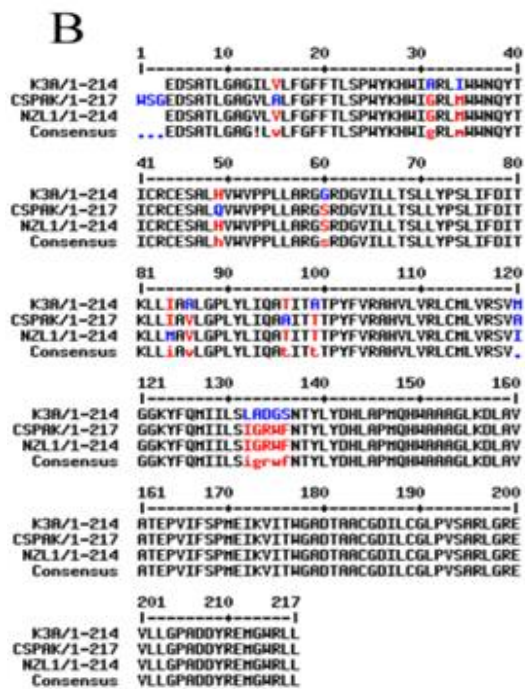 B
1 10 20 30 40
|--------+---------+---------+---------|
K3A/1-214 EDSATLGAGILVLFGFFTLSPWYKHWIARLIWWNQYT
CSPAK/1-217 WSGEDSATLGAGILALFGFFTLSPWYKHWIGRLMWWNQYT
NZL1/1-214 EDSATLGAGILVLFGFFTLSPWYKHWIGRLMWWNQYT
Consensus ...EDSATLGAG!LvLFGFFTLSPWYKHWIgRLmWWNQYT
41 50 60 70 80
|--------+---------+---------+---------|
K3A/1-214 ICRCESALHVWVPPLLARGGRDGVILLTSLLYPSLIFDIT
CSPAK/1-217 ICRCESALQVWVPPLLARGSRDGVILLTSLLYPSLIFDIT
NZL1/1-214 ICRCESALHVWVPPLLARGSRDGVILLTSLLYPSLIFDIT
Consensus ICRCESALhVWVPPLLARGsRDGVILLTSLLYPSLIFDIT
81 90 100 110 120
|--------+---------+---------+---------|
K3A/1-214 KLLIAALGPLYLIQATITATPYFVRAHVLVRLCMLVRSVM
CSPAK/1-217 KLLIAVLGPLYLIQAAITTTPYFVRAHVLVRLCMLVRSVA
NZL1/1-214 KLLMAVLGPLYLIQATITTTPYFVRAHVLVRLCMLVRSVI
Consensus KLLiAvLGPLYLIQAtITtTPYFVRAHVLVRLCMLVRSV.
121 130 140 150 160
|--------+---------+---------+---------|
K3A/1-214 GGKYFQMIILSLADGSNTYLYDHLAPMQHWAAAGLKDLAV
CSPAK/1-217 GGKYFQMIILSIGRWFNTYLYDHLAPMQHWAAAGLKDLAV
NZL1/1-214 GGKYFQMIILSIGRWFNTYLYDHLAPMQHWAAAGLKDLAV
Consensus GGKYFQMIILSigrwfNTYLYDHLAPMQHWAAAGLKDLAV
161 170 180 190 200
|--------+---------+---------+---------|
K3A/1-214 ATEPVIFSPMEIKVITWGADTAACGDILCGLPVSARLGRE
CSPAK/1-217 ATEPVIFSPMEIKVITWGADTAACGDILCGLPVSARLGRE
NZL1/1-214 ATEPVIFSPMEIKVITWGADTAACGDILCGLPVSARLGRE
Consensus ATEPVIFSPMEIKVITWGADTAACGDILCGLPVSARLGRE
201 210 217
|--------+------|
K3A/1-214 VLLGPADDYREMGWRLL
CSPAK/1-217 VLLGPADDYREMGWRLL
NZL1/1-214 VLLGPADDYREMGWRLL
Consensus VLLGPADDYREMGWRLL